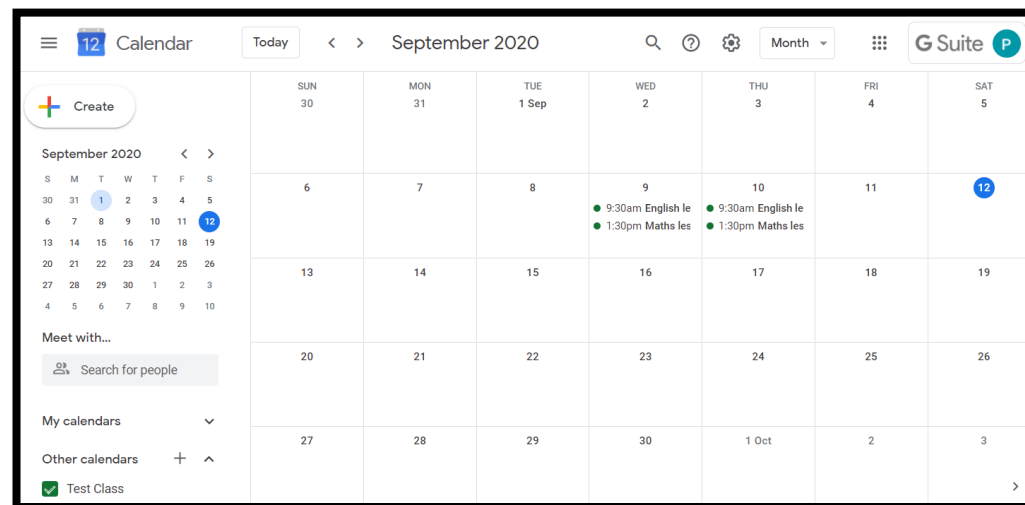 12 Calendar Today September 2020 Month G Suite P
Create
September 2020
S M T W T F S
30 31 1 2 3 4 5
6 7 8 9 10 11 12
13 14 15 16 17 18 19
20 21 22 23 24 25 26
27 28 29 30 1 2 3
4 5 6 7 8 9 10
Meet with...
Search for people
My calendars
Other calendars
Test Class
SUN MON TUE WED THU FRI SAT
30 31 1 Sep 2 3 4 5
6 7 8 9 10 11 12
9:30am English le 9:30am English le
1:30pm Maths les 1:30pm Maths les
13 14 15 16 17 18 19
20 21 22 23 24 25 26
27 28 29 30 1 Oct 2 3